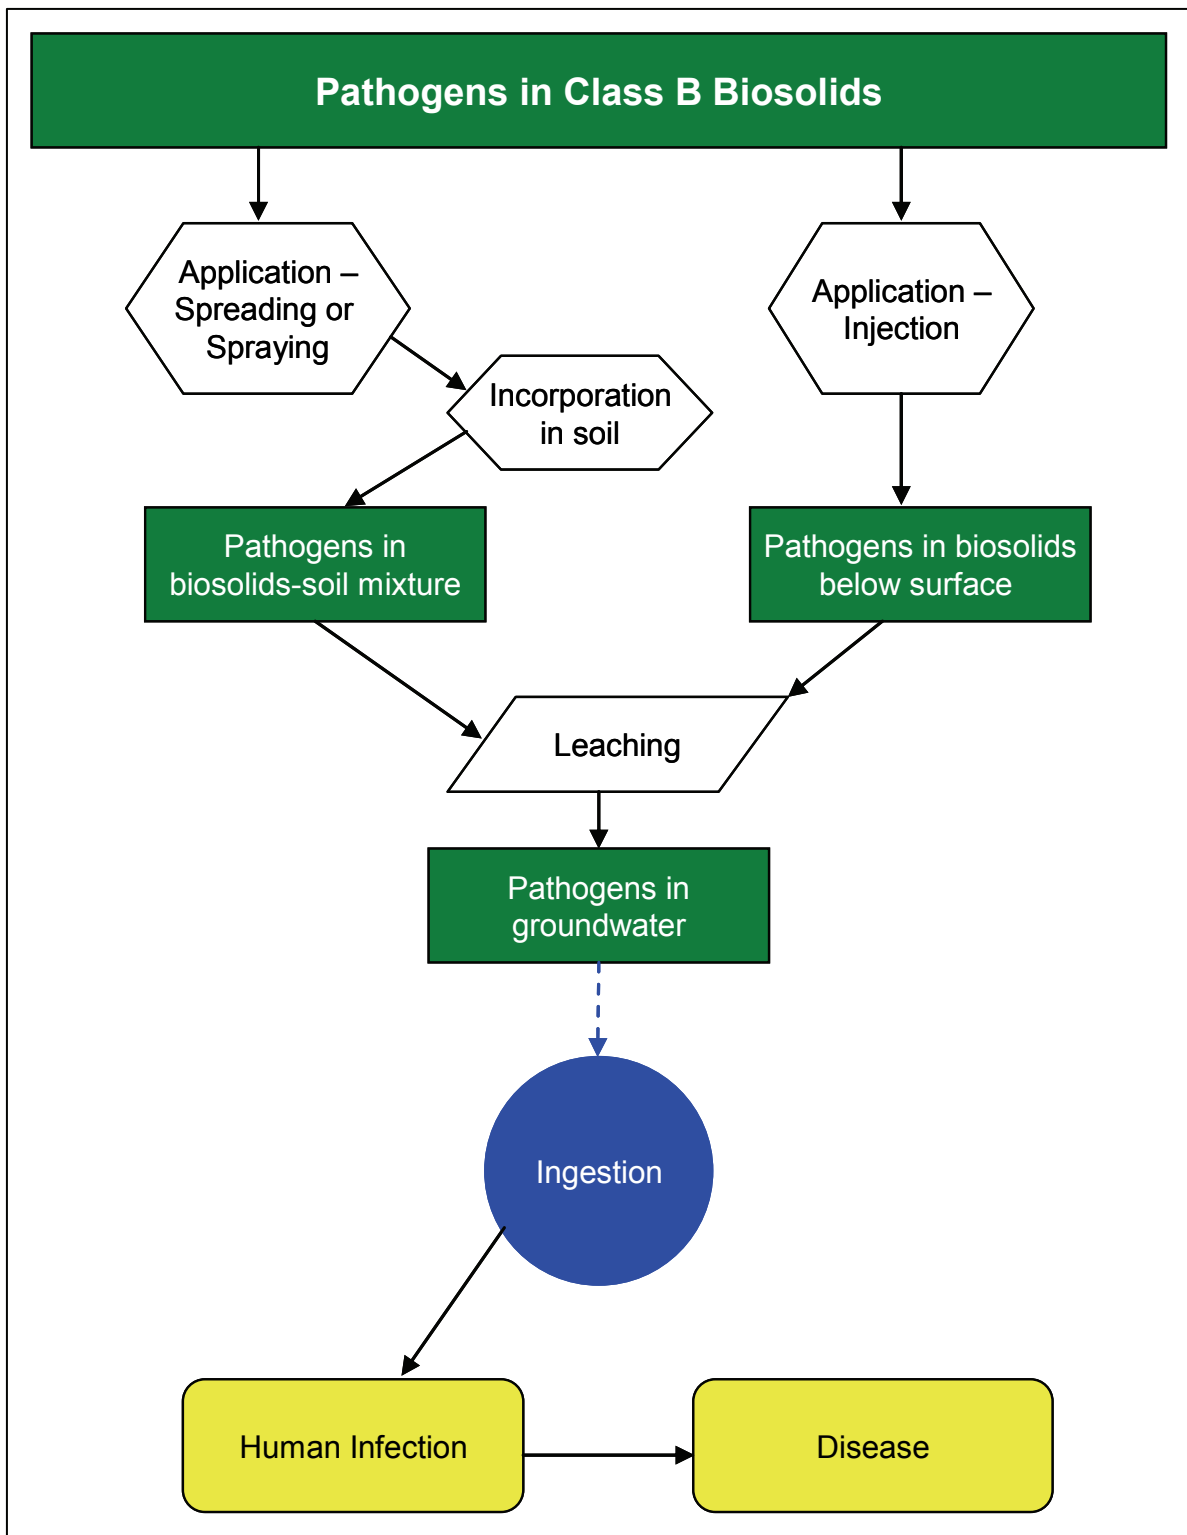 Pathogens in Class B Biosolids
Application –
Spreading or
Spraying
Application –
Injection
Incorporation
in soil
Pathogens in
biosolids-soil mixture
Pathogens in biosolids
below surface
Leaching
Pathogens in
groundwater
Ingestion
Human Infection
Disease